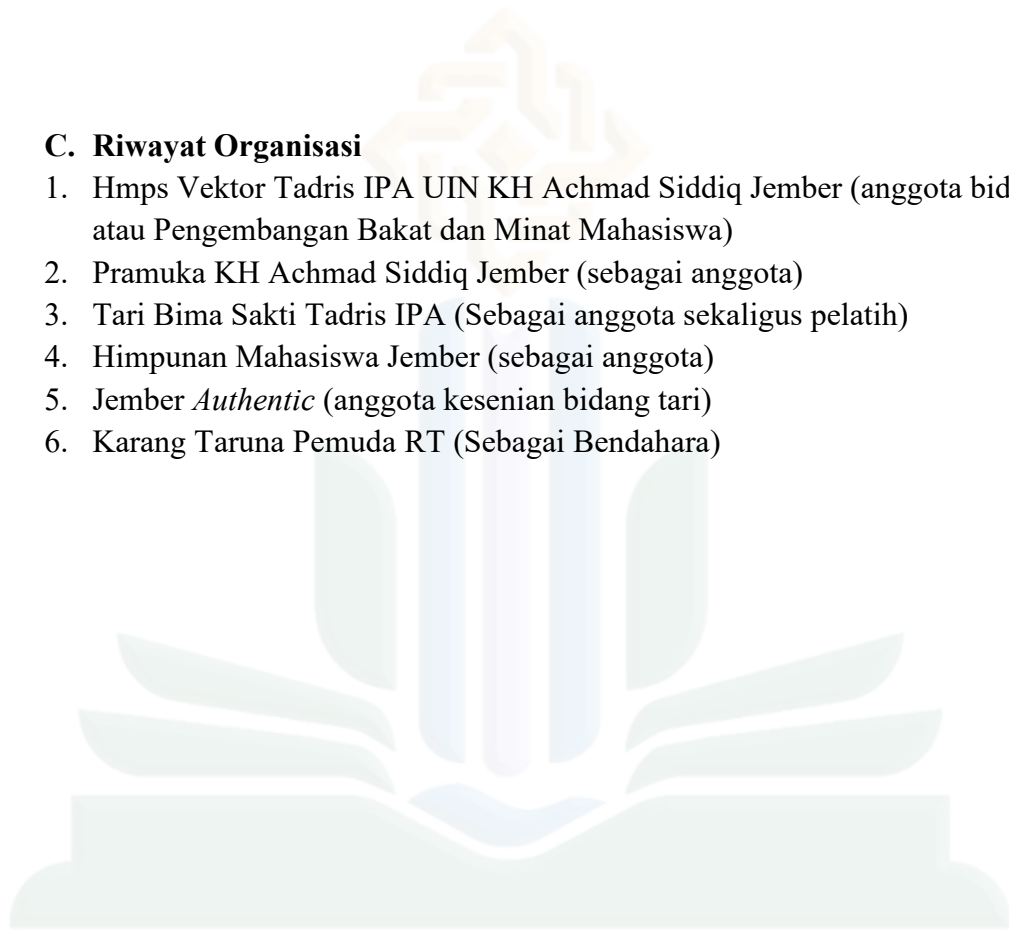 C. Riwayat Organisasi
1. Hmps Vektor Tadris IPA UIN KH Achmad Siddiq Jember (anggota bid
atau Pengembangan Bakat dan Minat Mahasiswa)
2. Pramuka KH Achmad Siddiq Jember (sebagai anggota)
3. Tari Bima Sakti Tadris IPA (Sebagai anggota sekaligus pelatih)
4. Himpunan Mahasiswa Jember (sebagai anggota)
5. Jember Authentic (anggota kesenian bidang tari)
6. Karang Taruna Pemuda RT (Sebagai Bendahara)